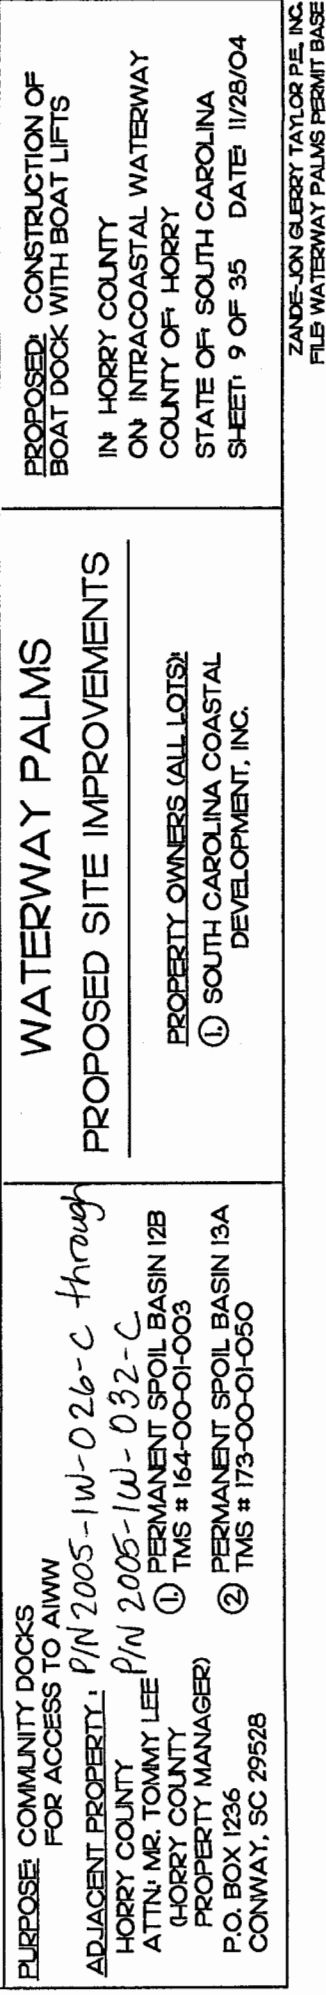 PURPOSE: COMMUNITY DOCKS
FOR ACCESS TO AIWW
ADJACENT PROPERTY: P/N 2005-1W-026-C through
P/N 2005-1W-032-C
HORRY COUNTY
ATTN: MR. TOMMY LEE
(HORRY COUNTY
PROPERTY MANAGER)
P.O. BOX 1236
CONWAY, SC 29528
1. PERMANENT SPOIL BASIN 12B
TMS # 164-00-01-003
2. PERMANENT SPOIL BASIN 13A
TMS # 173-00-01-050
WATERWAY PALMS
PROPOSED SITE IMPROVEMENTS
PROPERTY OWNERS (ALL LOTS):
1. SOUTH CAROLINA COASTAL
DEVELOPMENT, INC.
PROPOSED: CONSTRUCTION OF
BOAT DOCK WITH BOAT LIFTS
IN: HORRY COUNTY
ON: INTRACOASTAL WATERWAY
COUNTY OF: HORRY
STATE OF: SOUTH CAROLINA
SHEET: 9 OF 35 DATE: 11/28/04
ZANDE-JON GUERRY TAYLOR P.E., INC.
FILE: WATERWAY PALMS PERMIT BASE